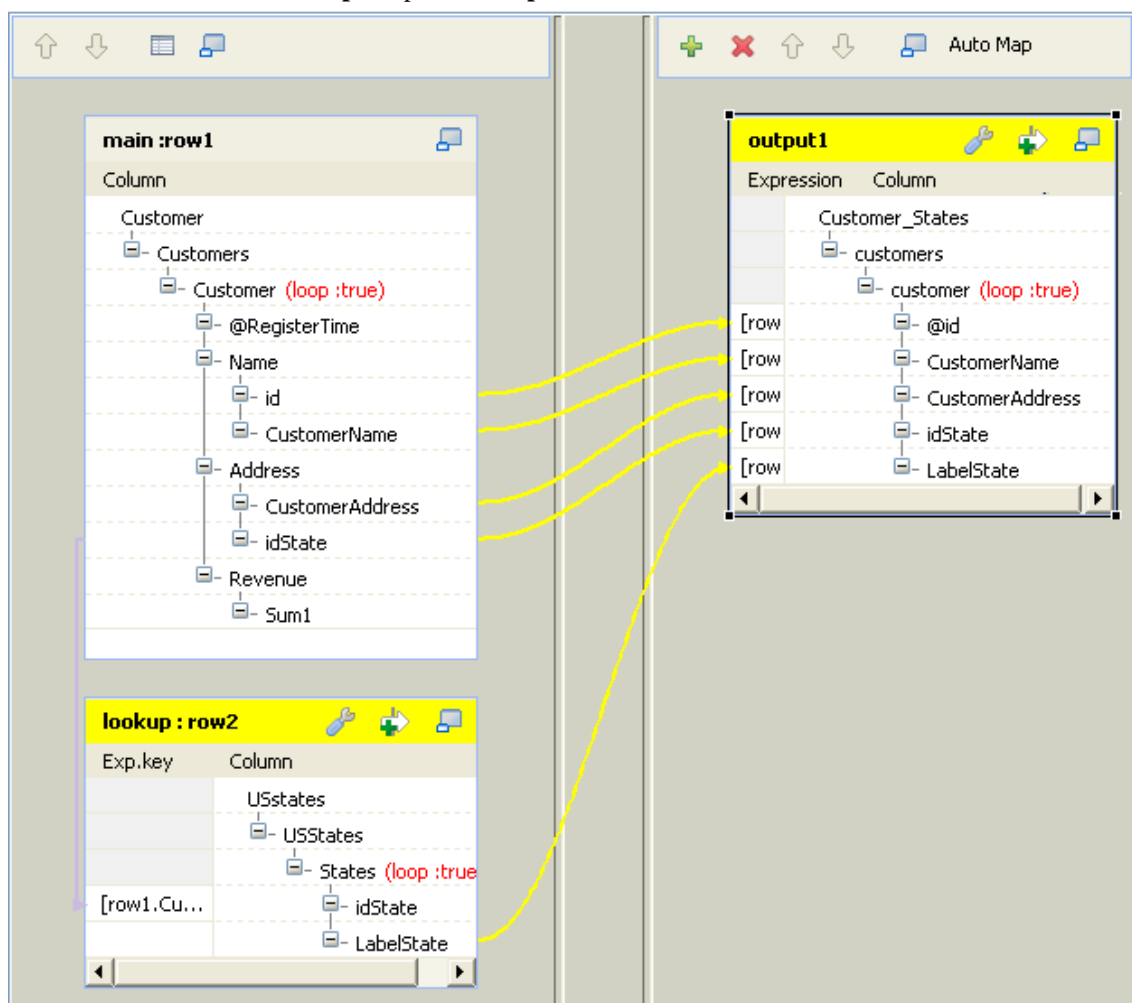 Auto Map
main :row1
Column
Customer
Customers
Customer (loop :true)
@RegisterTime
Name
id
CustomerName
Address
CustomerAddress
idState
Revenue
Sum1
lookup : row2
Exp.key Column
USstates
USStates
States (loop :true
[row1.Cu... idState
LabelState
output1
Expression Column
Customer_States
customers
customer (loop :true)
[row @id
[row CustomerName
[row CustomerAddress
[row idState
[row LabelState